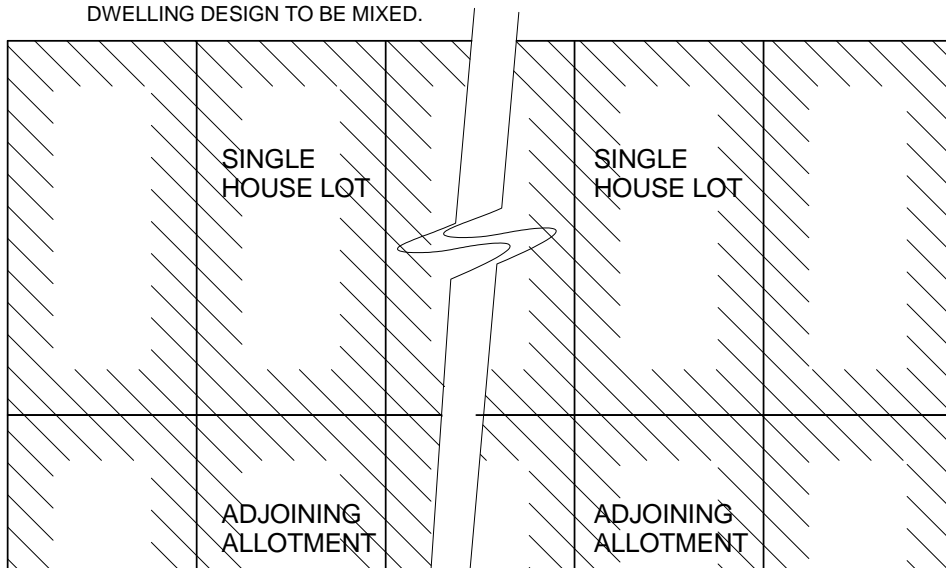 DWELLING DESIGN TO BE MIXED.
SINGLE
HOUSE LOT
SINGLE
HOUSE LOT
ADJOINING
ALLOTMENT
ADJOINING
ALLOTMENT